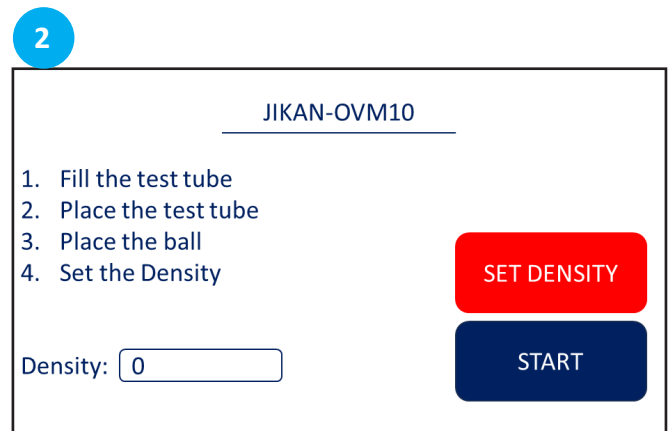 2
JIKAN-OVM10
1. Fill the test tube
2. Place the test tube
3. Place the ball
4. Set the Density
SET DENSITY
Density: 0
START